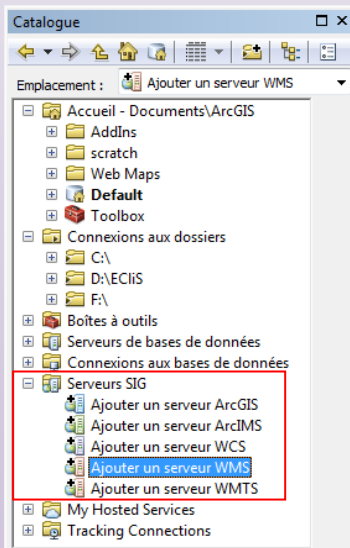 Catalogue
Emplacement : Ajouter un serveur WMS
Accueil - Documents\ArcGIS
AddIns
scratch
Web Maps
Default
Toolbox
Connexions aux dossiers
C:\
D:\ECliS
F:\
Boîtes à outils
Serveurs de bases de données
Connexions aux bases de données
Serveurs SIG
Ajouter un serveur ArcGIS
Ajouter un serveur ArcIMS
Ajouter un serveur WCS
Ajouter un serveur WMS
Ajouter un serveur WMTS
My Hosted Services
Tracking Connections